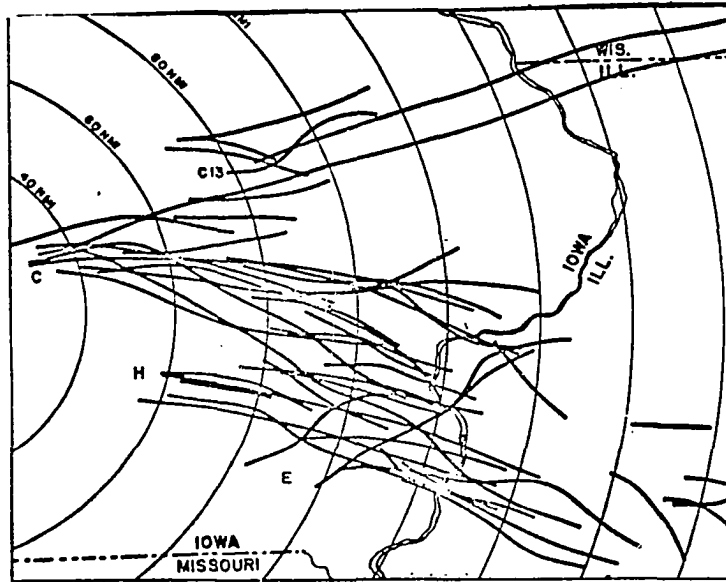 WIS.
ILL.
80 NM
60 NM
C13
40 NM
IOWA
ILL.
C
H
E
IOWA
MISSOURI